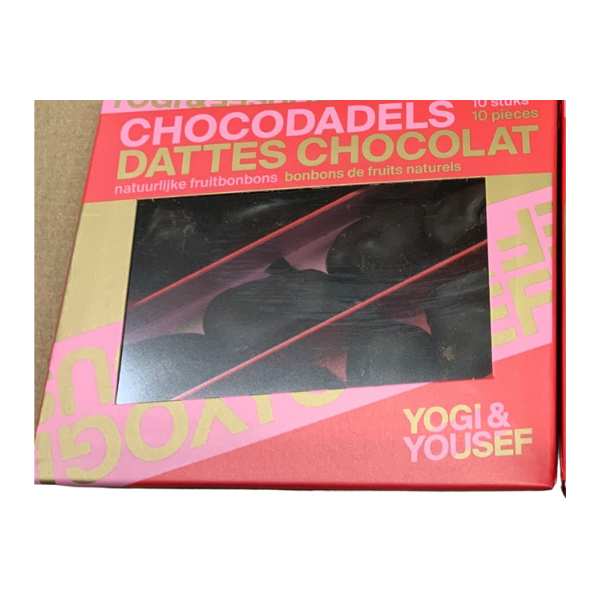 10 stuks
CHOCODADELS 10 pieces
DATTES CHOCOLAT
natuurlijke fruitbonbons bonbons de fruits naturels
YOGI &
YOUSEF